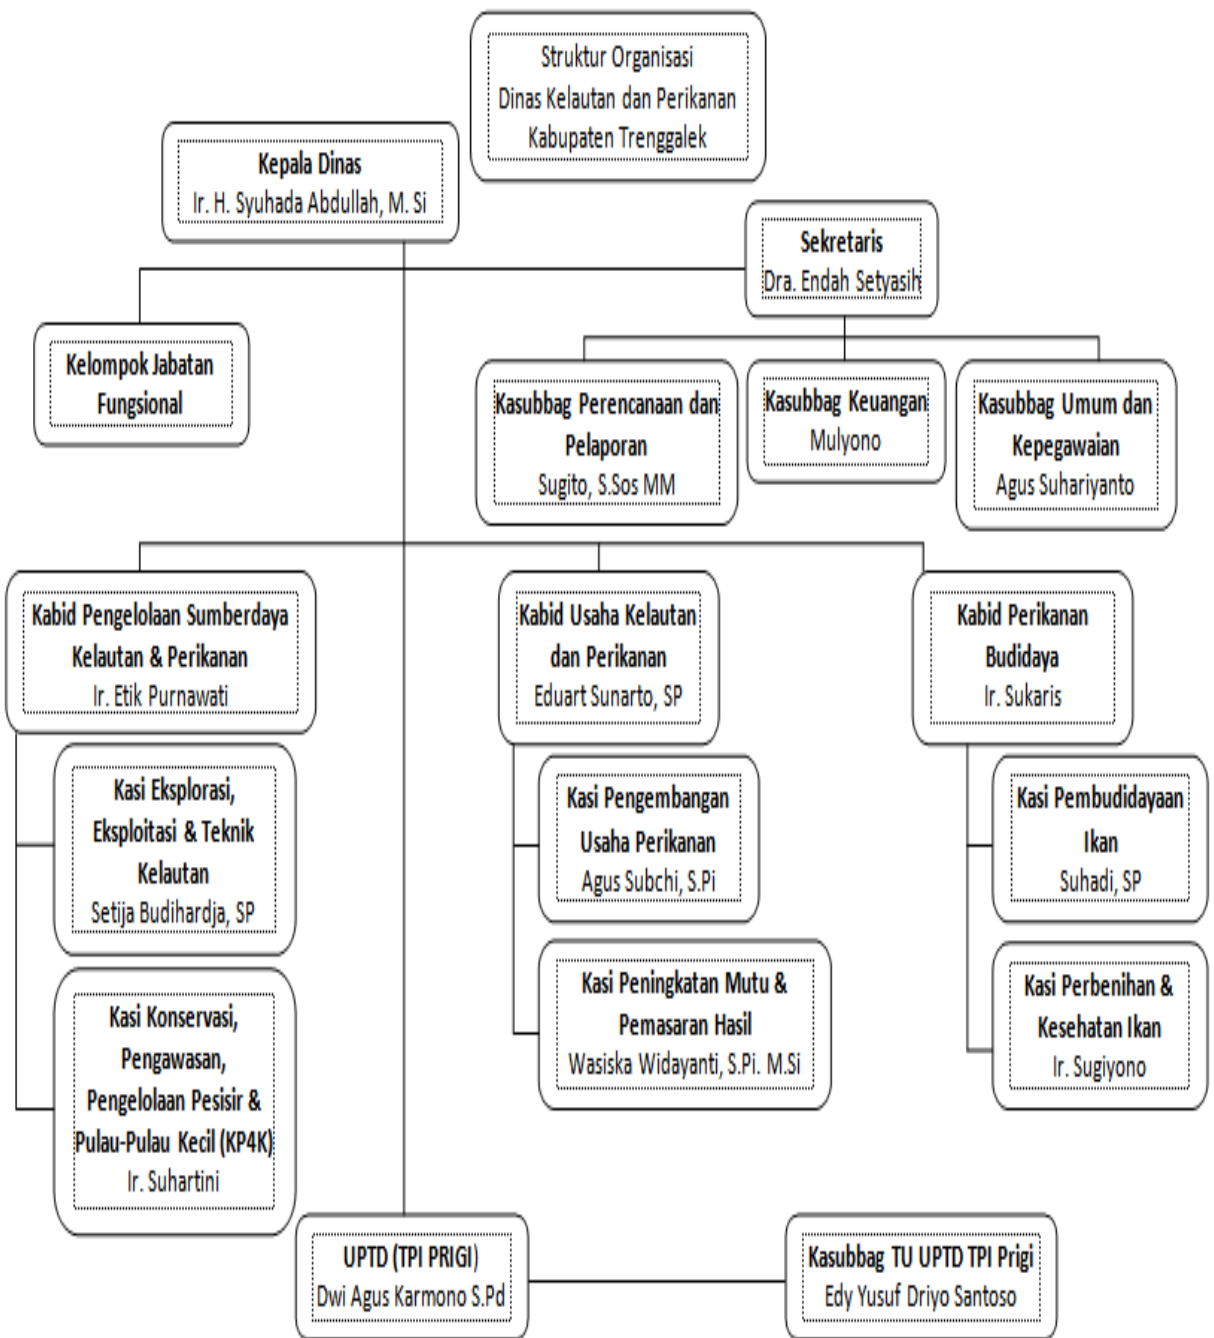 Struktur Organisasi
Dinas Kelautan dan Perikanan
Kabupaten Trenggalek
Kepala Dinas
Ir. H. Syuhada Abdullah, M. Si
Sekretaris
Dra. Endah Setyasih
Kelompok Jabatan
Fungsional
Kasubbag Perencanaan dan
Pelaporan
Sugito, S.Sos MM
Kasubbag Keuangan
Mulyono
Kasubbag Umum dan
Kepegawaian
Agus Suhariyanto
Kabid Pengelolaan Sumberdaya
Kelautan & Perikanan
Ir. Etik Purnawati
Kabid Usaha Kelautan
dan Perikanan
Eduart Sunarto, SP
Kabid Perikanan
Budidaya
Ir. Sukaris
Kasi Eksplorasi,
Eksploitasi & Teknik
Kelautan
Setija Budihardja, SP
Kasi Pengembangan
Usaha Perikanan
Agus Subchi, S.Pi
Kasi Pembudidayaan
Ikan
Suhadi, SP
Kasi Konservasi,
Pengawasan,
Pengelolaan Pesisir &
Pulau-Pulau Kecil (KP4K)
Ir. Suhartini
Kasi Peningkatan Mutu &
Pemasaran Hasil
Wasiska Widayanti, S.Pi. M.Si
Kasi Perbenihan &
Kesehatan Ikan
Ir. Sugiyono
UPTD (TPI PRIGI)
Dwi Agus Karmono S.Pd
Kasubbag TU UPTD TPI Prigi
Edy Yusuf Driyo Santoso